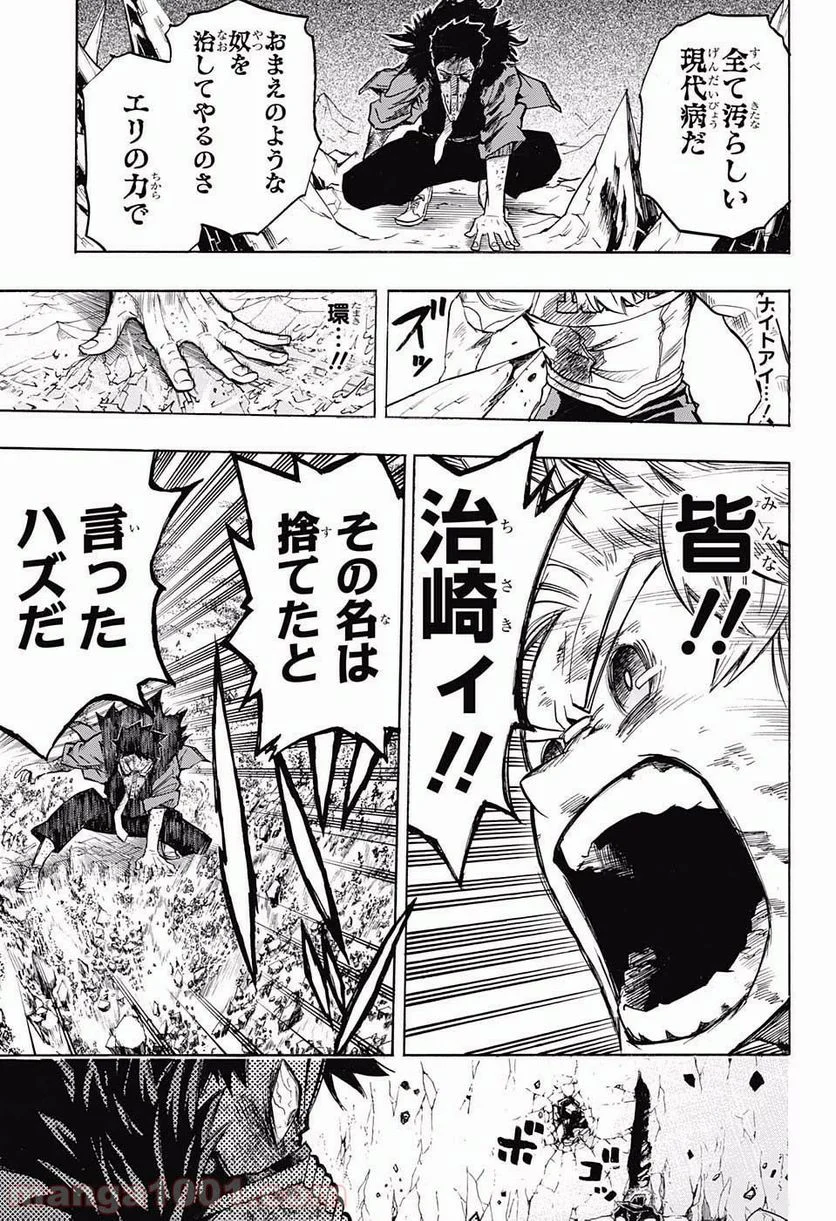 全て汚らしい
現代病だ
おまえのような
奴を
治してやるのさ
エリの力で
ナイトアイ…!
ズッ
環…!!
皆!!
治崎ィ!!
その名は
捨てたと
言った
ハズだ
ボゴッ
manga1001.com